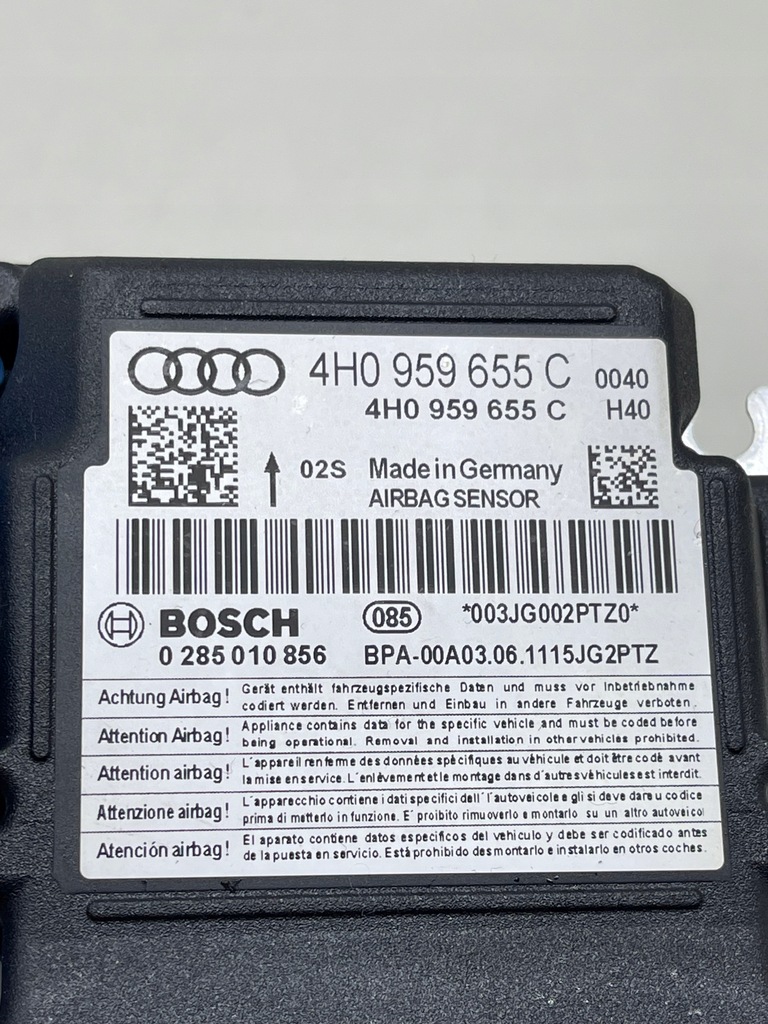 4H0 959 655 C 0040
4H0 959 655 C H40
02S Made in Germany
AIRBAG SENSOR
BOSCH 085 *003JG002PTZ0*
0 285 010 856 BPA-00A03.06.1115JG2PTZ
Achtung Airbag! Gerät enthält fahrzeugspezifische Daten und muss vor Inbetriebnahme
codiert werden. Entfernen und Einbau in andere Fahrzeuge verboten.
Attention Airbag! Appliance contains data for the specific vehicle and must be coded before
being operational. Removal and installation in other vehicles prohibited.
Attention airbag! L'appareil renferme des données spécifiques au véhicule et doit être codé avant
la mise en service. L'enlèvement et le montage dans d'autres véhicules est interdit.
Attenzione airbag! L'apparecchio contiene i dati specifici dell'l'autoveicolo e gli si deve dare u codice
prima di metterlo in funzione. E' proibito rimuoverlo e montarlo su un altro autoveicol
Atención airbag! El aparato contiene datos especificos del vehiculo y debe ser codificado antes
de la puesta en servicio. Está prohibido desmontarlo e instalarlo en otros coches.